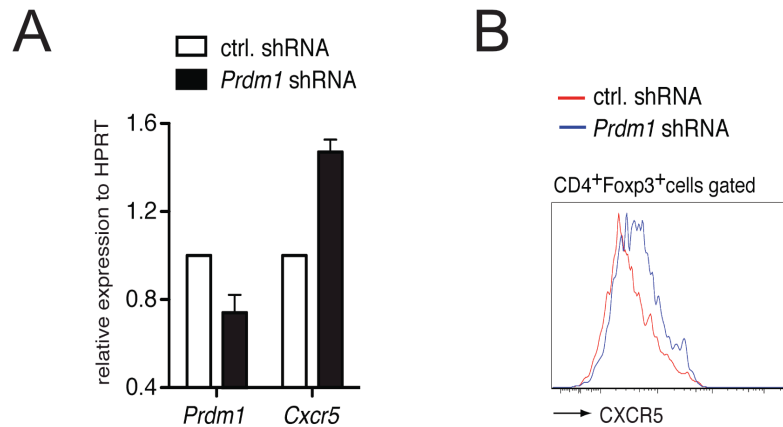 A
ctrl. shRNA
Prdm1 shRNA
relative expression to HPRT
1.6
1.2
0.8
0.4
Prdm1 Cxcr5
B
ctrl. shRNA
Prdm1 shRNA
CD4+Foxp3+cells gated
→ CXCR5